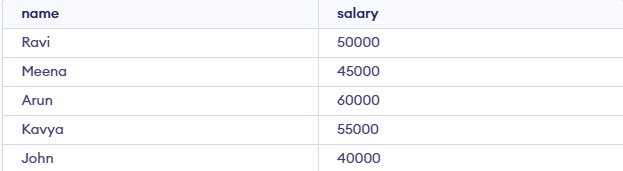 name salary
Ravi 50000
Meena 45000
Arun 60000
Kavya 55000
John 40000